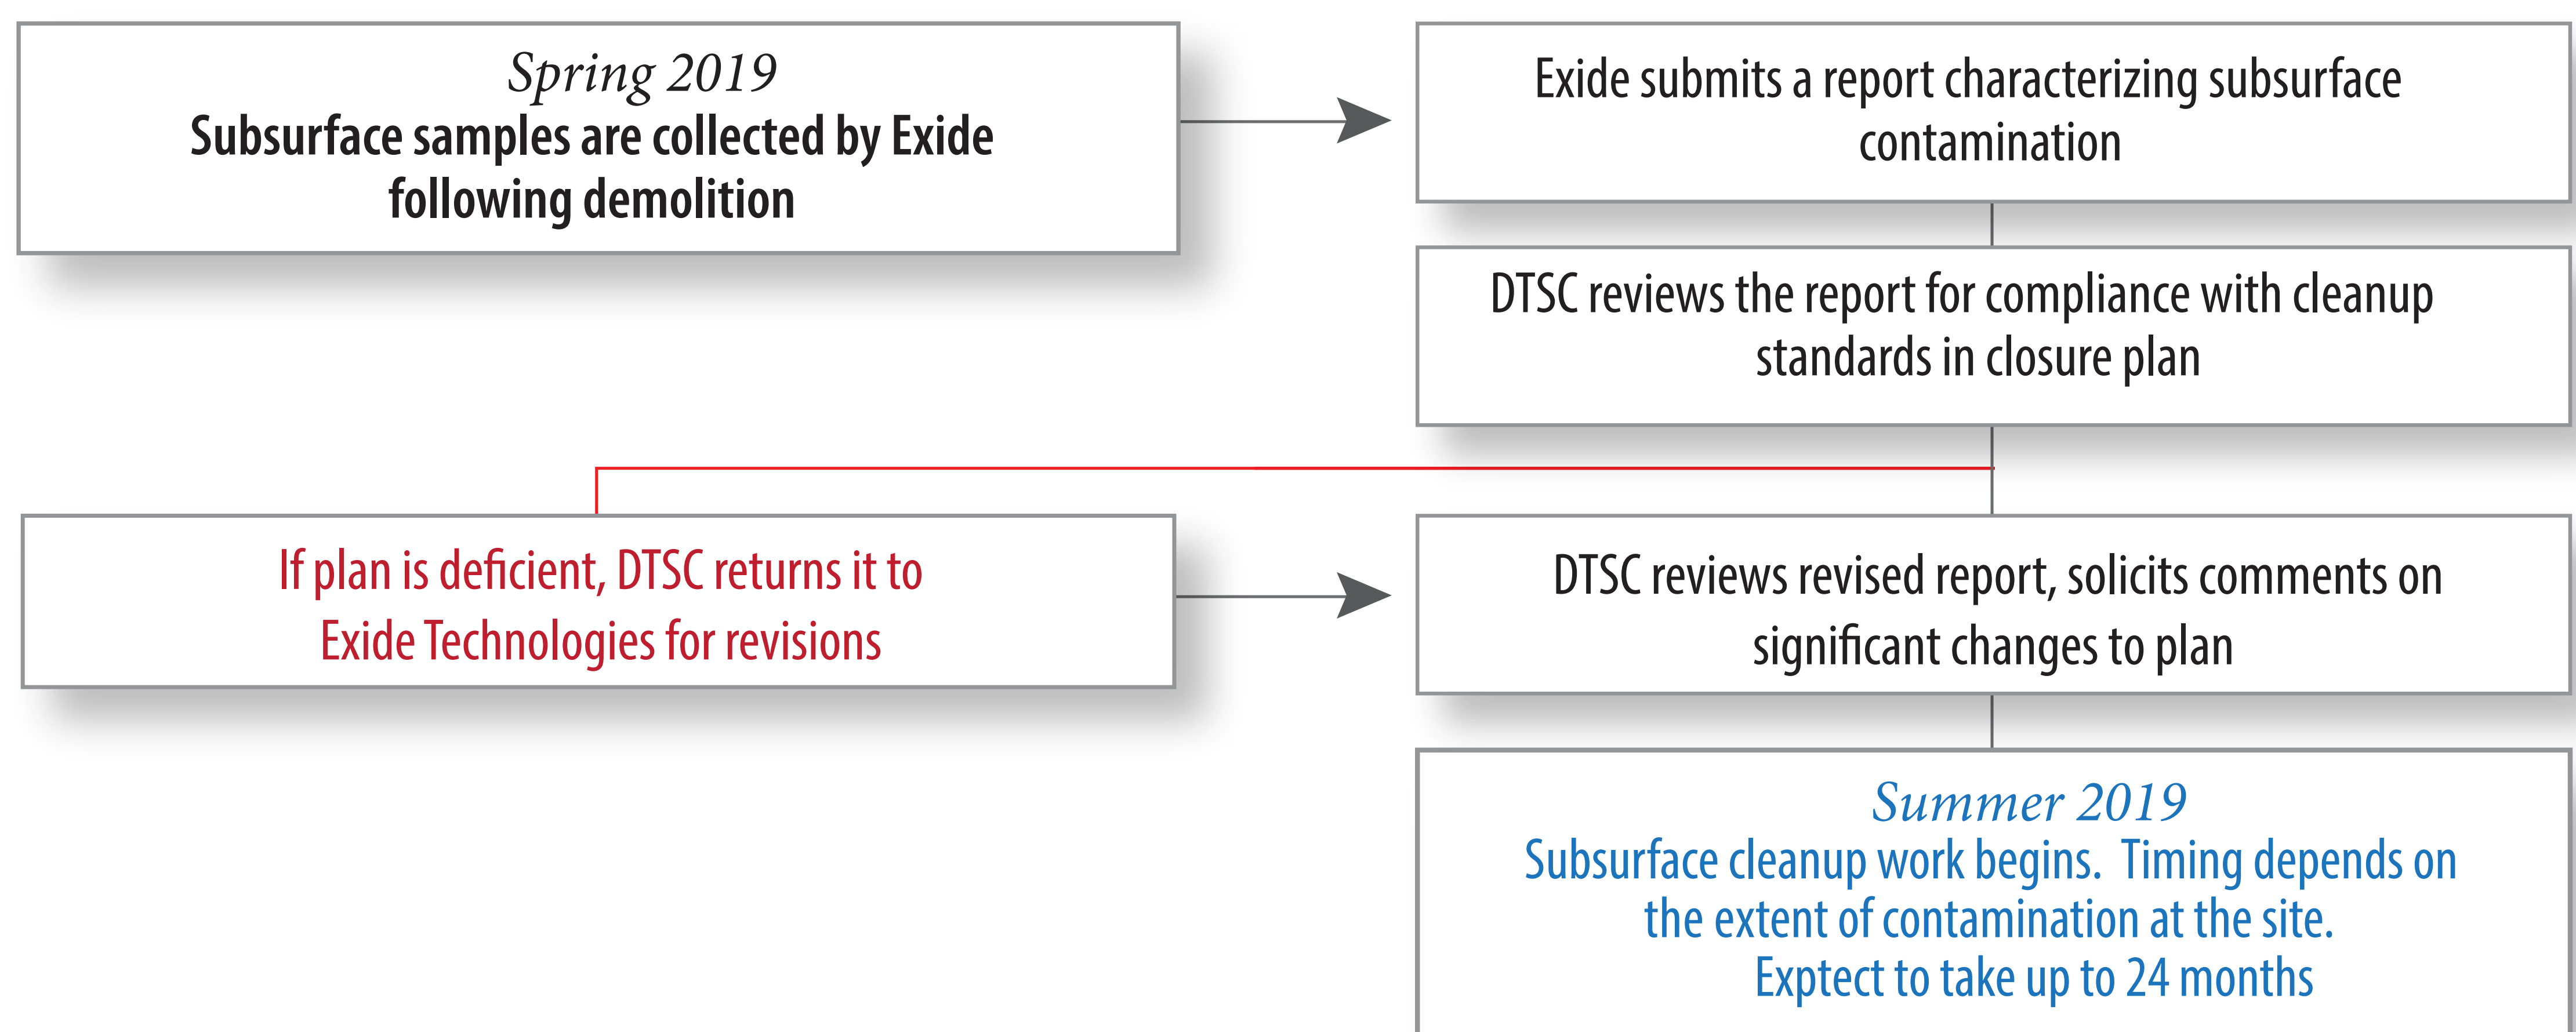 Spring 2019
Subsurface samples are collected by Exide
following demolition
Exide submits a report characterizing subsurface
contamination
DTSC reviews the report for compliance with cleanup
standards in closure plan
If plan is deficient, DTSC returns it to
Exide Technologies for revisions
DTSC reviews revised report, solicits comments on
significant changes to plan
Summer 2019
Subsurface cleanup work begins.  Timing depends on
the extent of contamination at the site.
Exptect to take up to 24 months